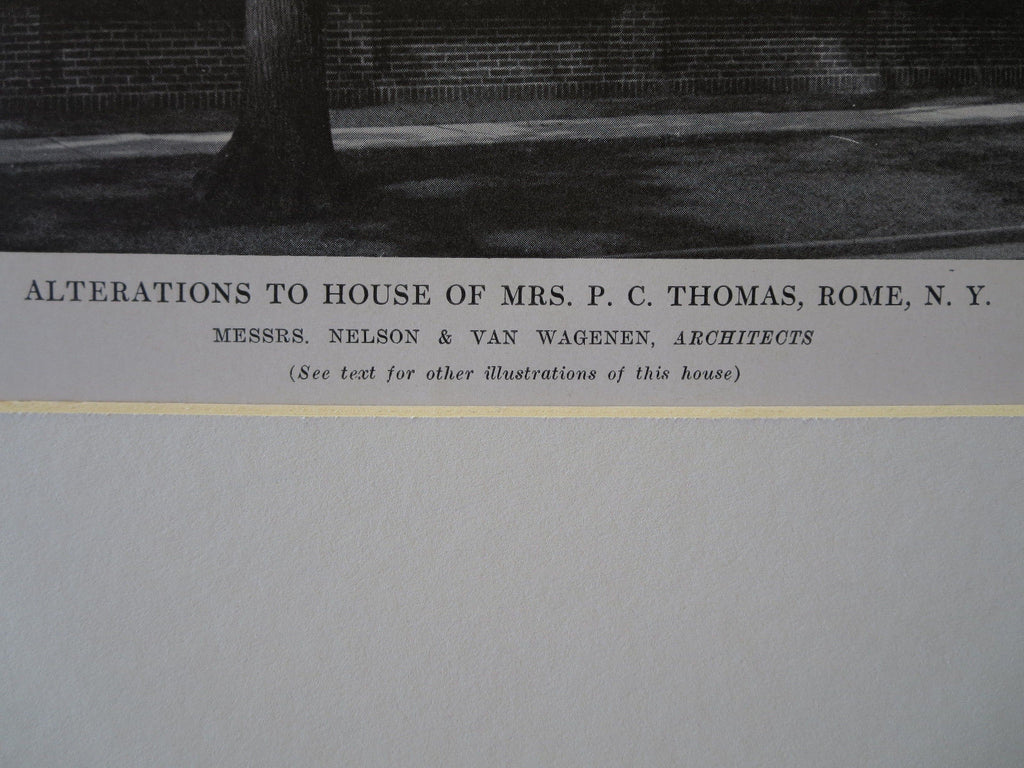 ALTERATIONS TO HOUSE OF MRS. P. C. THOMAS, ROME, N. Y.
MESSRS. NELSON & VAN WAGENEN, ARCHITECTS
(See text for other illustrations of this house)